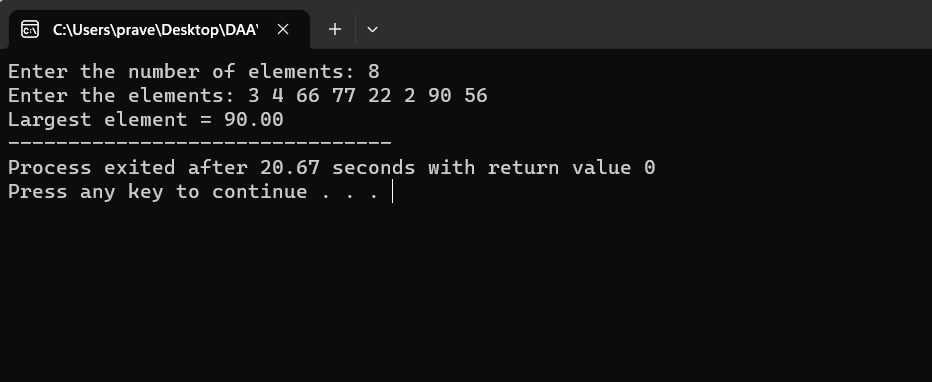 C:\Users\prave\Desktop\DAA\
Enter the number of elements: 8
Enter the elements: 3 4 66 77 22 2 90 56
Largest element = 90.00
--------------------------------
Process exited after 20.67 seconds with return value 0
Press any key to continue . . .